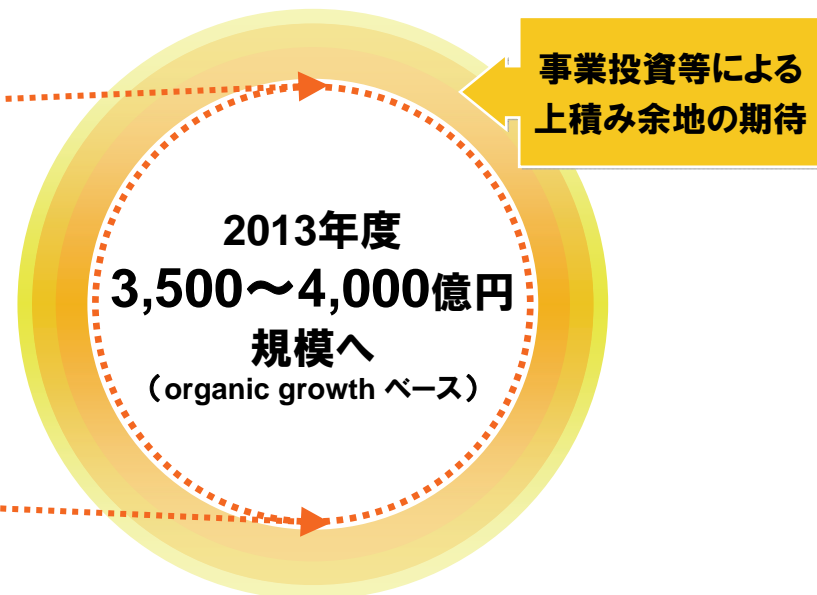 事業投資等による
上積み余地の期待
2013年度
3,500～4,000億円
規模へ
（organic growth ベース）